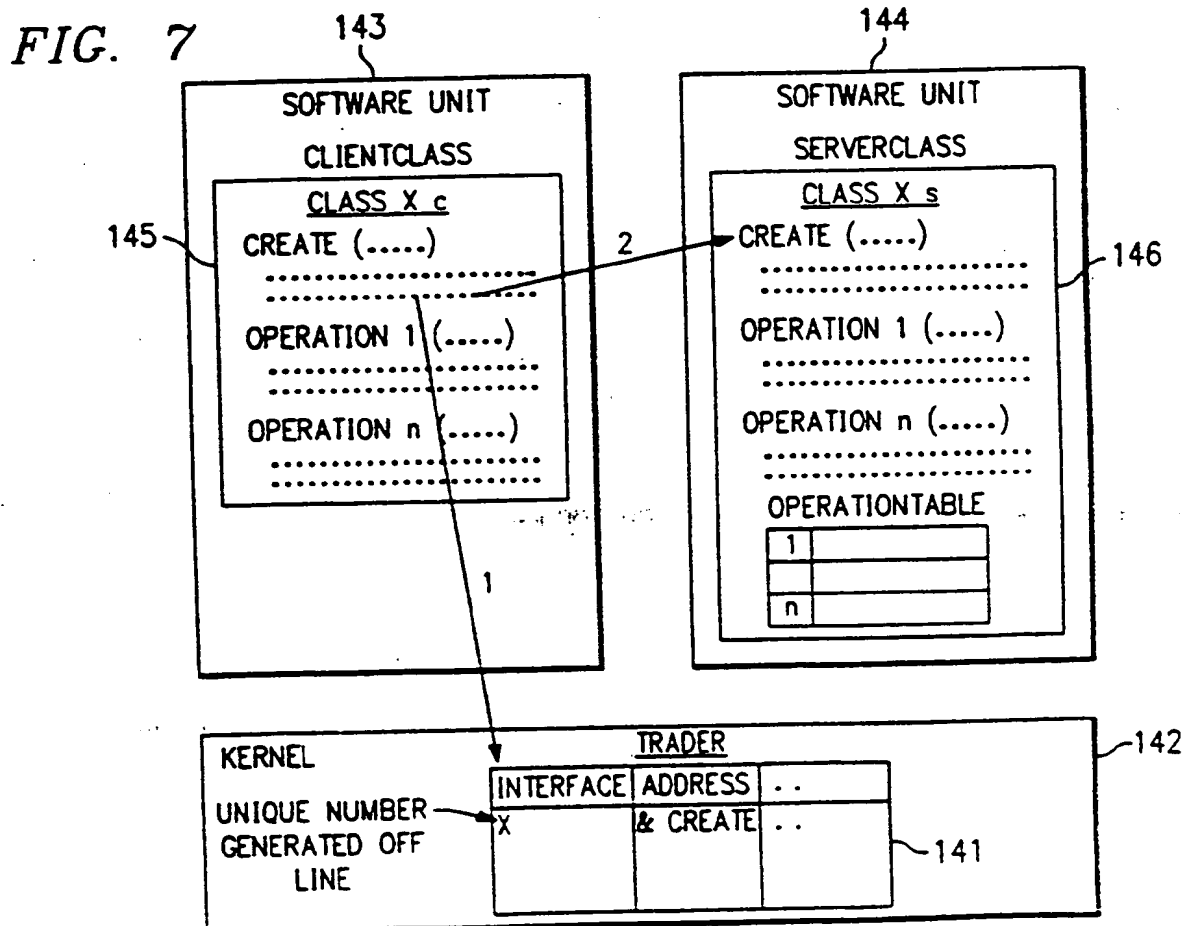 FIG. 7
143
144
SOFTWARE UNIT
CLIENTCLASS
CLASS X c
145
CREATE (.....)
OPERATION 1 (.....)
OPERATION n (.....)
SOFTWARE UNIT
SERVERCLASS
CLASS X s
146
CREATE (.....)
OPERATION 1 (.....)
OPERATION n (.....)
OPERATIONTABLE
1
n
2
1
KERNEL
TRADER
142
INTERFACE ADDRESS ..
X & CREATE ..
UNIQUE NUMBER
GENERATED OFF
LINE
141